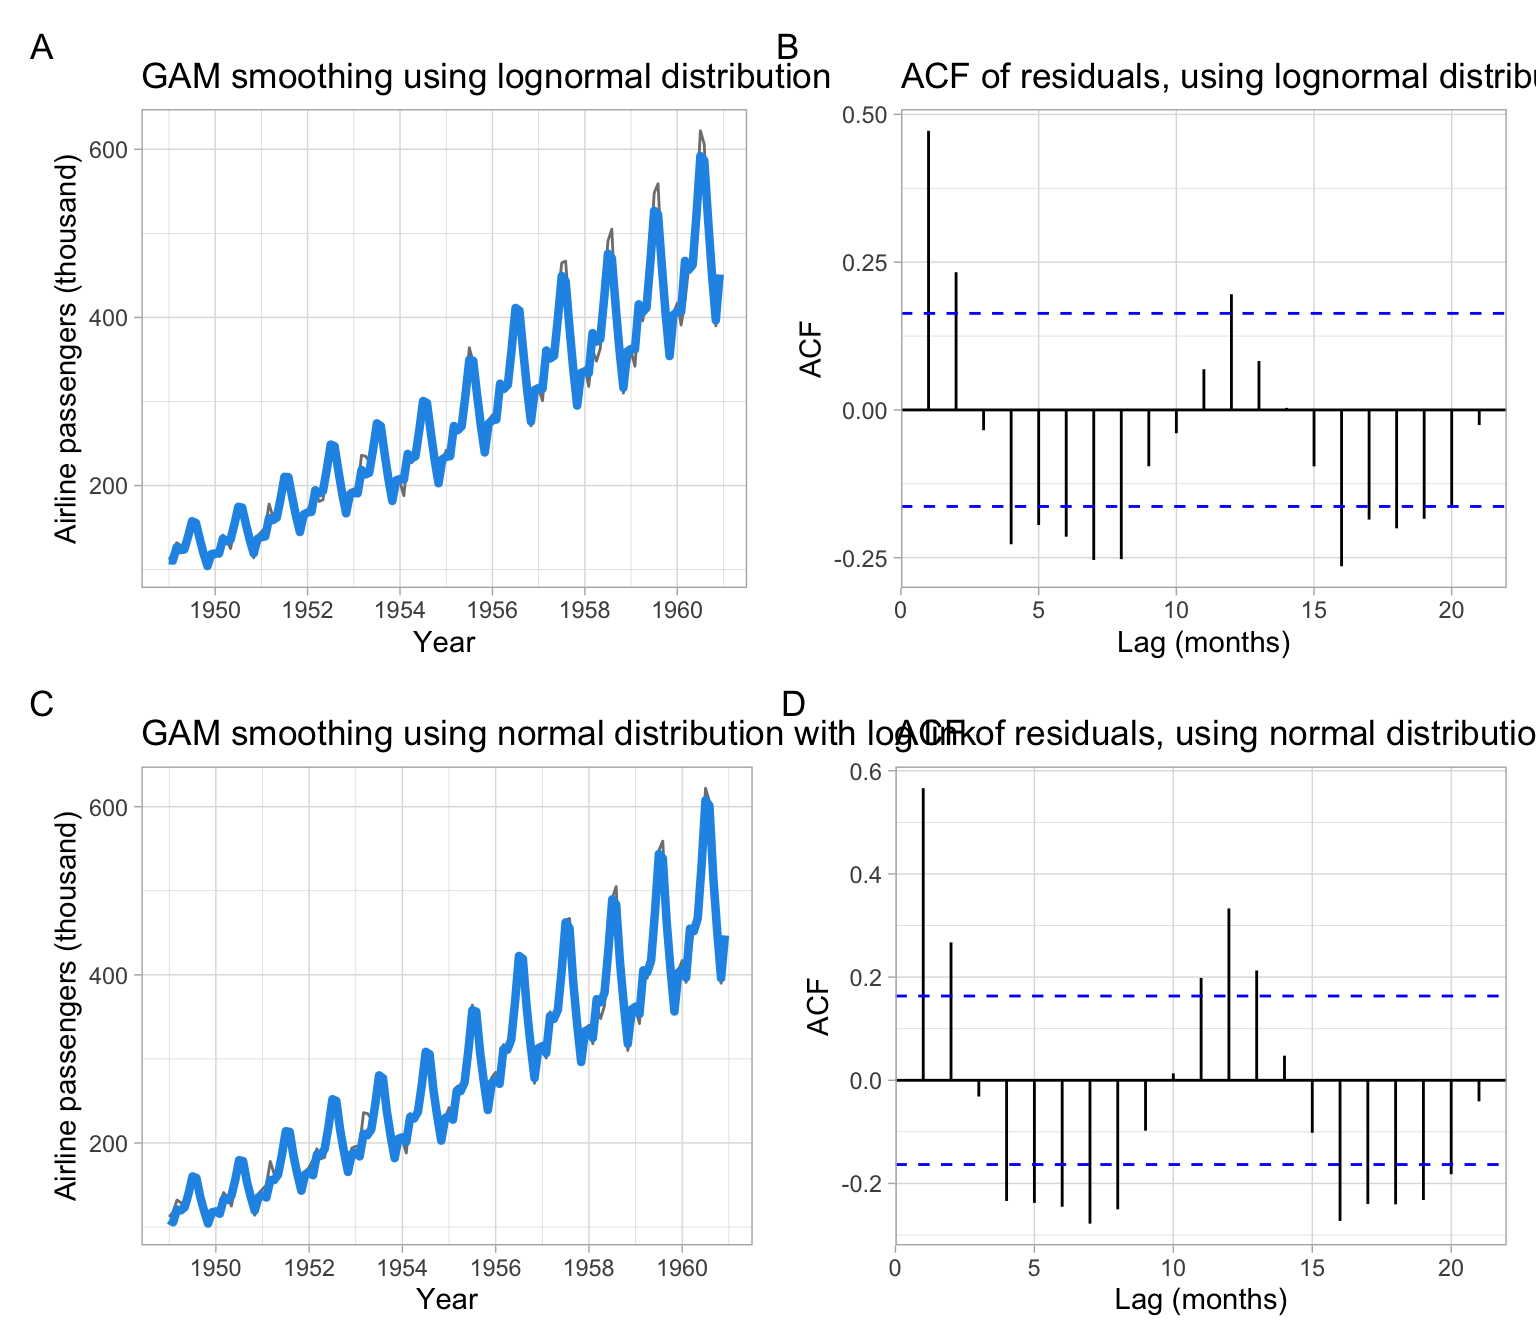 A
GAM smoothing using lognormal distribution
600
400
200
Airline passengers (thousand)
1950 1952 1954 1956 1958 1960
Year
B
ACF of residuals, using lognormal distribu
0.50
0.25
0.00
-0.25
ACF
0 5 10 15 20
Lag (months)
C
GAM smoothing using normal distribution with log link
600
400
200
Airline passengers (thousand)
1950 1952 1954 1956 1958 1960
Year
D
ACF of residuals, using normal distributio
0.6
0.4
0.2
0.0
-0.2
ACF
0 5 10 15 20
Lag (months)